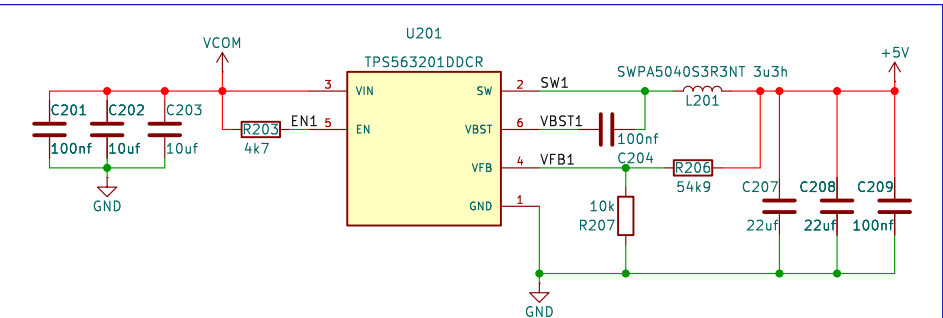 U201
VCOM
+5V
TPS563201DDCR
SWPA5040S3R3NT 3u3h
3
VIN
SW
2
SW1
L201
C201
C202
C203
100nf
10uf
10uf
R203
4k7
EN1
5
EN
VBST
6
VBST1
100nf
C204
VFB
4
VFB1
R206
54k9
GND
1
10k
R207
C207
C208
C209
22uf
22uf
100nf
GND
GND